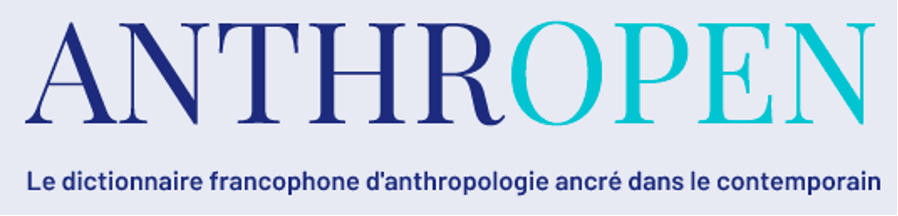 ANTHROPEN
Le dictionnaire francophone d'anthropologie ancré dans le contemporain